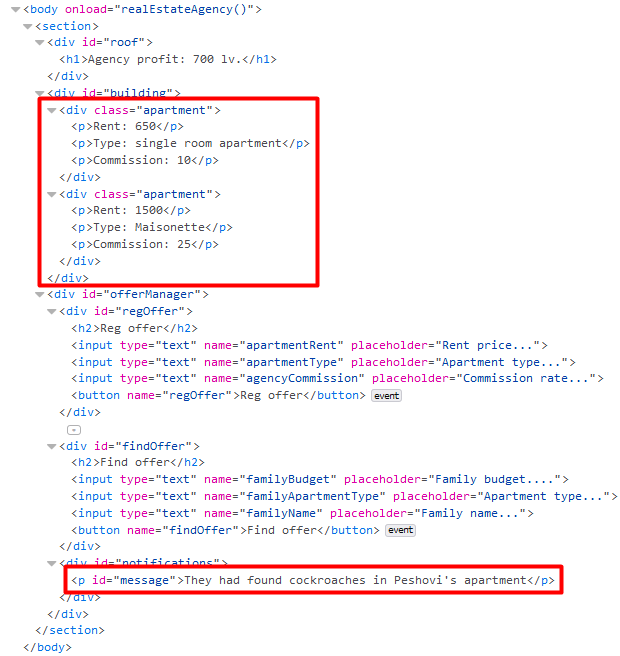 <body onload="realEstateAgency()">
<section>
<div id="roof">
<h1>Agency profit: 700 lv.</h1>
</div>
<div id="building">
<div class="apartment">
<p>Rent: 650</p>
<p>Type: single room apartment</p>
<p>Commission: 10</p>
</div>
<div class="apartment">
<p>Rent: 1500</p>
<p>Type: Maisonette</p>
<p>Commission: 25</p>
</div>
</div>
<div id="offerManager">
<div id="regOffer">
<h2>Reg offer</h2>
<input type="text" name="apartmentRent" placeholder="Rent price...">
<input type="text" name="apartmentType" placeholder="Apartment type...">
<input type="text" name="agencyCommission" placeholder="Commission rate...">
<button name="regOffer">Reg offer</button> event
</div>
<div id="findOffer">
<h2>Find offer</h2>
<input type="text" name="familyBudget" placeholder="Family budget....">
<input type="text" name="familyApartmentType" placeholder="Apartment type...">
<input type="text" name="familyName" placeholder="Family name...">
<button name="findOffer">Find offer</button> event
</div>
<div id="notifications">
<p id="message">They had found cockroaches in Peshovi's apartment</p>
</div>
</div>
</section>
</body>